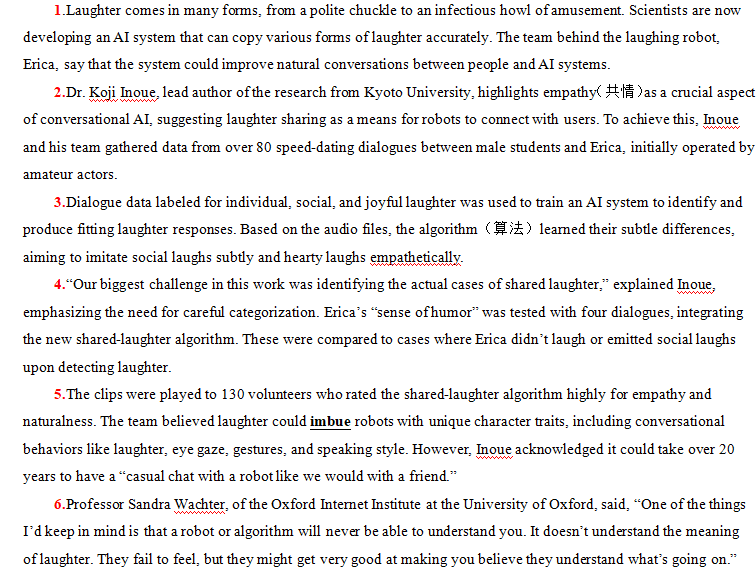 1.Laughter comes in many forms, from a polite chuckle to an infectious howl of amusement. Scientists are now
developing an AI system that can copy various forms of laughter accurately. The team behind the laughing robot,
Erica, say that the system could improve natural conversations between people and AI systems.
2.Dr. Koji Inoue, lead author of the research from Kyoto University, highlights empathy(共情)as a crucial aspect
of conversational AI, suggesting laughter sharing as a means for robots to connect with users. To achieve this, Inoue
and his team gathered data from over 80 speed-dating dialogues between male students and Erica, initially operated by
amateur actors.
3.Dialogue data labeled for individual, social, and joyful laughter was used to train an AI system to identify and
produce fitting laughter responses. Based on the audio files, the algorithm（算法）learned their subtle differences,
aiming to imitate social laughs subtly and hearty laughs empathetically.
4.“Our biggest challenge in this work was identifying the actual cases of shared laughter,” explained Inoue,
emphasizing the need for careful categorization. Erica’s “sense of humor” was tested with four dialogues, integrating
the new shared-laughter algorithm. These were compared to cases where Erica didn’t laugh or emitted social laughs
upon detecting laughter.
5.The clips were played to 130 volunteers who rated the shared-laughter algorithm highly for empathy and
naturalness. The team believed laughter could imbue robots with unique character traits, including conversational
behaviors like laughter, eye gaze, gestures, and speaking style. However, Inoue acknowledged it could take over 20
years to have a “casual chat with a robot like we would with a friend.”
6.Professor Sandra Wachter, of the Oxford Internet Institute at the University of Oxford, said, “One of the things
I’d keep in mind is that a robot or algorithm will never be able to understand you. It doesn’t understand the meaning
of laughter. They fail to feel, but they might get very good at making you believe they understand what’s going on.”